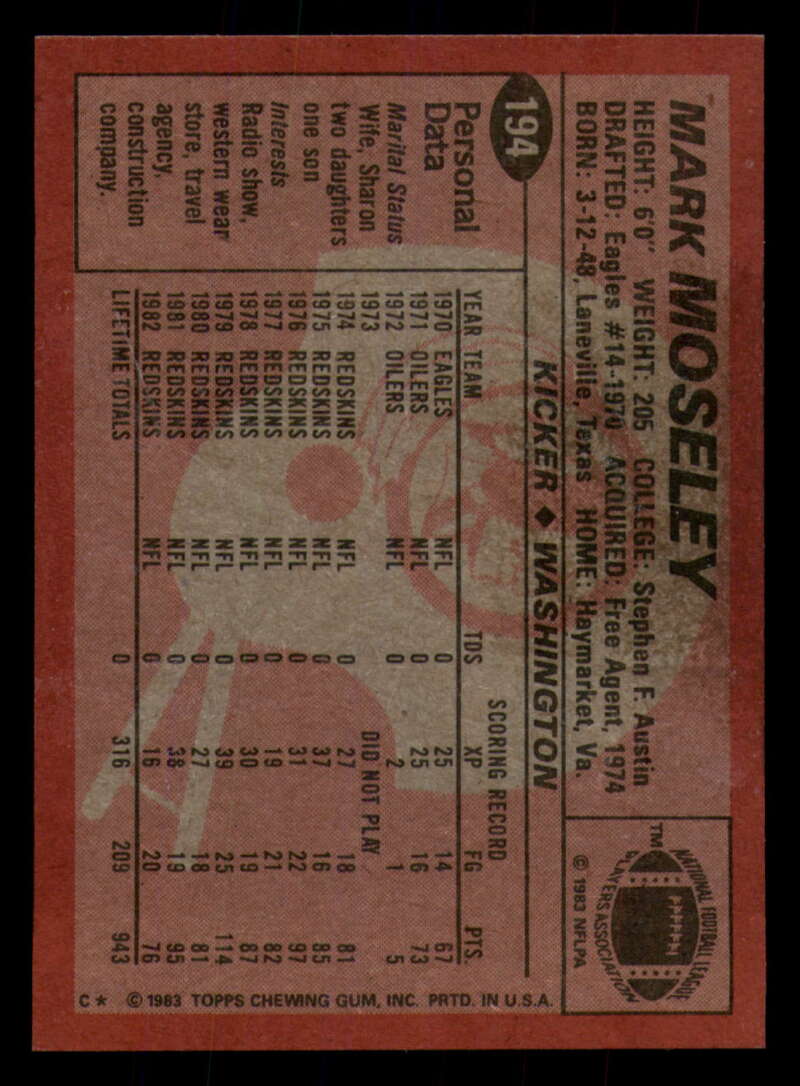 MARK MOSELEY
HEIGHT: 6'0" WEIGHT: 205 COLLEGE: Stephen F. Austin
DRAFTED: Eagles #14-1970 ACQUIRED: Free Agent, 1974
BORN: 3-12-48, Laneville, Texas HOME: Haymarket, Va.
NATIONAL FOOTBALL LEAGUE
PLAYERS ASSOCIATION
TM
© 1983 NFLPA
194
KICKER ♦ WASHINGTON
Personal
Data
Marital Status
Wife, Sharon
two daughters
one son
Interests
Radio show,
western wear
store, travel
agency,
construction
company.
SCORING RECORD
YEAR TEAM TDS XP FG PTS.
1970 EAGLES NFL 0 25 14 67
1971 OILERS NFL 0 25 16 73
1972 OILERS NFL 0 2 1 5
1973 DID NOT PLAY
1974 REDSKINS NFL 0 27 18 81
1975 REDSKINS NFL 0 37 16 85
1976 REDSKINS NFL 0 31 22 97
1977 REDSKINS NFL 0 19 21 82
1978 REDSKINS NFL 0 30 19 87
1979 REDSKINS NFL 0 39 25 114
1980 REDSKINS NFL 0 27 18 81
1981 REDSKINS NFL 0 38 19 95
1982 REDSKINS NFL 0 16 20 76
LIFETIME TOTALS 0 316 209 943
C* © 1983 TOPPS CHEWING GUM, INC. PRTD. IN U.S.A.